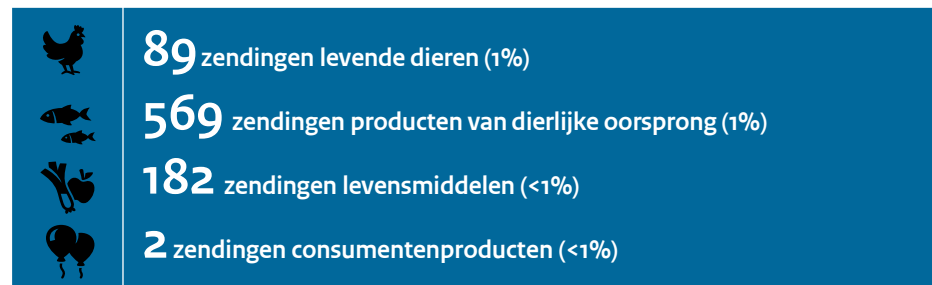 89 zendingen levende dieren (1%)
569 zendingen producten van dierlijke oorsprong (1%)
182 zendingen levensmiddelen (<1%)
2 zendingen consumentenproducten (<1%)